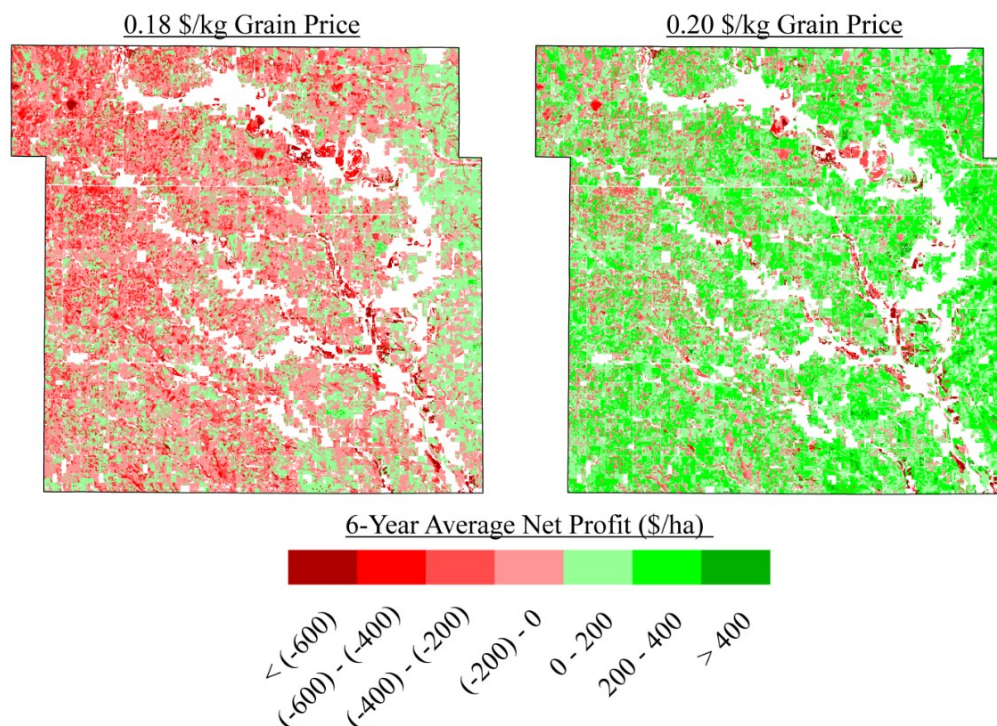 0.18 $/kg Grain Price
0.20 $/kg Grain Price
6-Year Average Net Profit ($/ha)
< (-600)
(-600) - (-400)
(-400) - (-200)
(-200) - 0
0 - 200
200 - 400
> 400